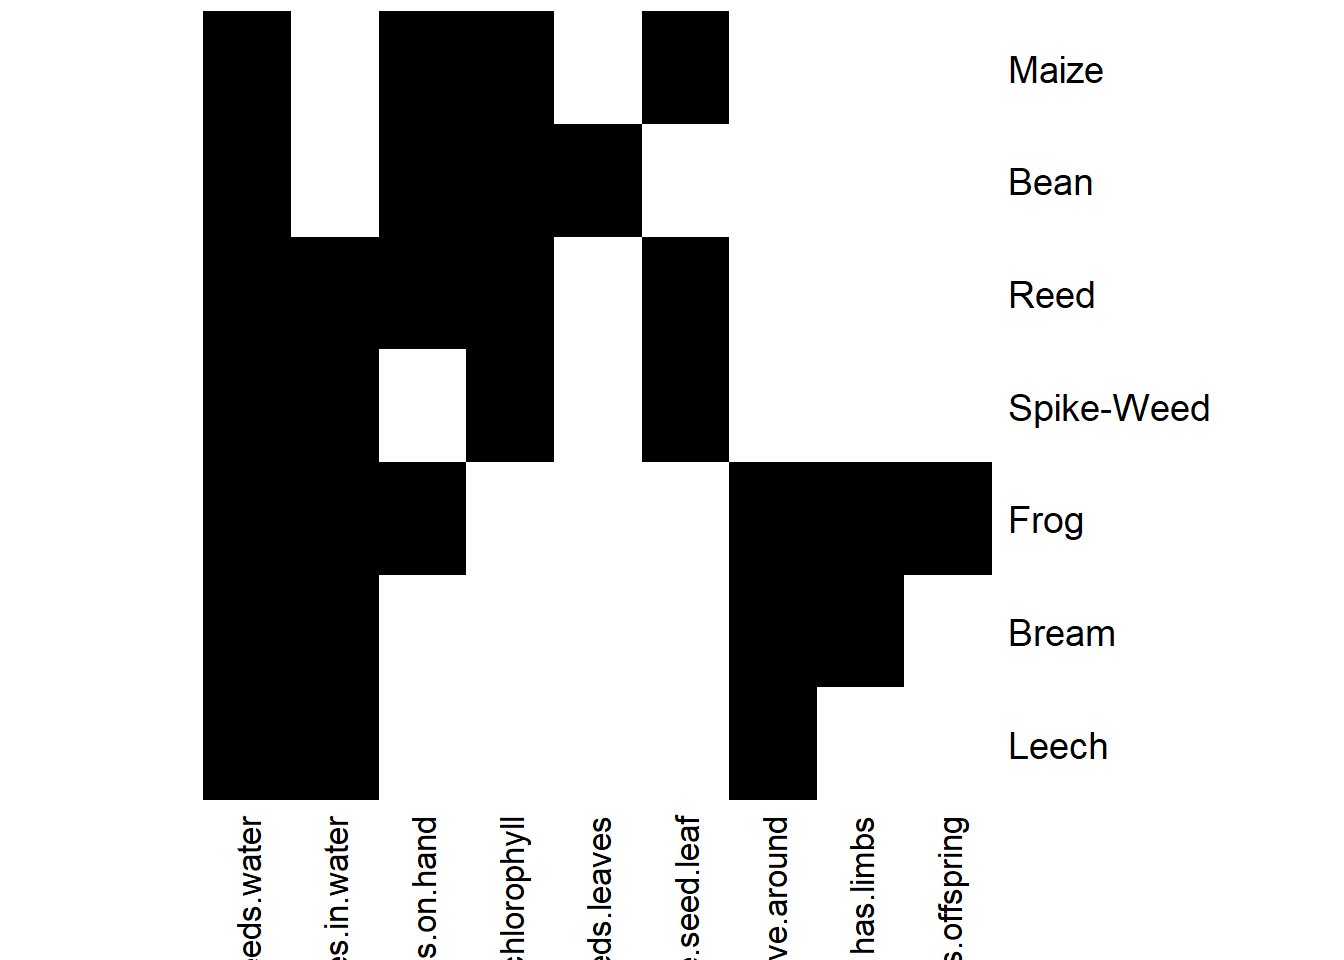 Maize
Bean
Reed
Spike-Weed
Frog
Bream
Leech
eeds.water
es.in.water
s.on.hand
chlorophyll
eds.leaves
e.seed.leaf
ve.around
has.limbs
s.offspring